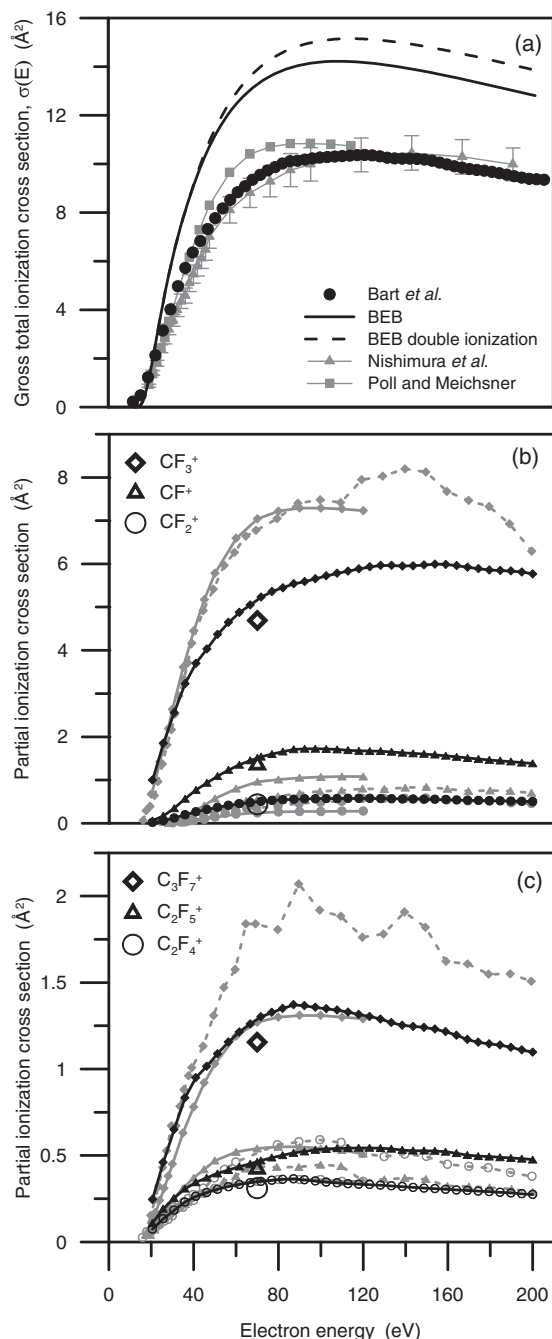 (a)
Gross total ionization cross section, σ(E) (Å²)
16
12
8
4
0
Bart et al.
BEB
BEB double ionization
Nishimura et al.
Poll and Meichsner
(b)
Partial ionization cross section (Å²)
8
6
4
2
0
CF₃⁺
CF⁺
CF₂⁺
(c)
Partial ionization cross section (Å²)
2
1.5
1
0.5
0
C₃F₇⁺
C₂F₅⁺
C₂F₄⁺
0 40 80 120 160 200
Electron energy (eV)